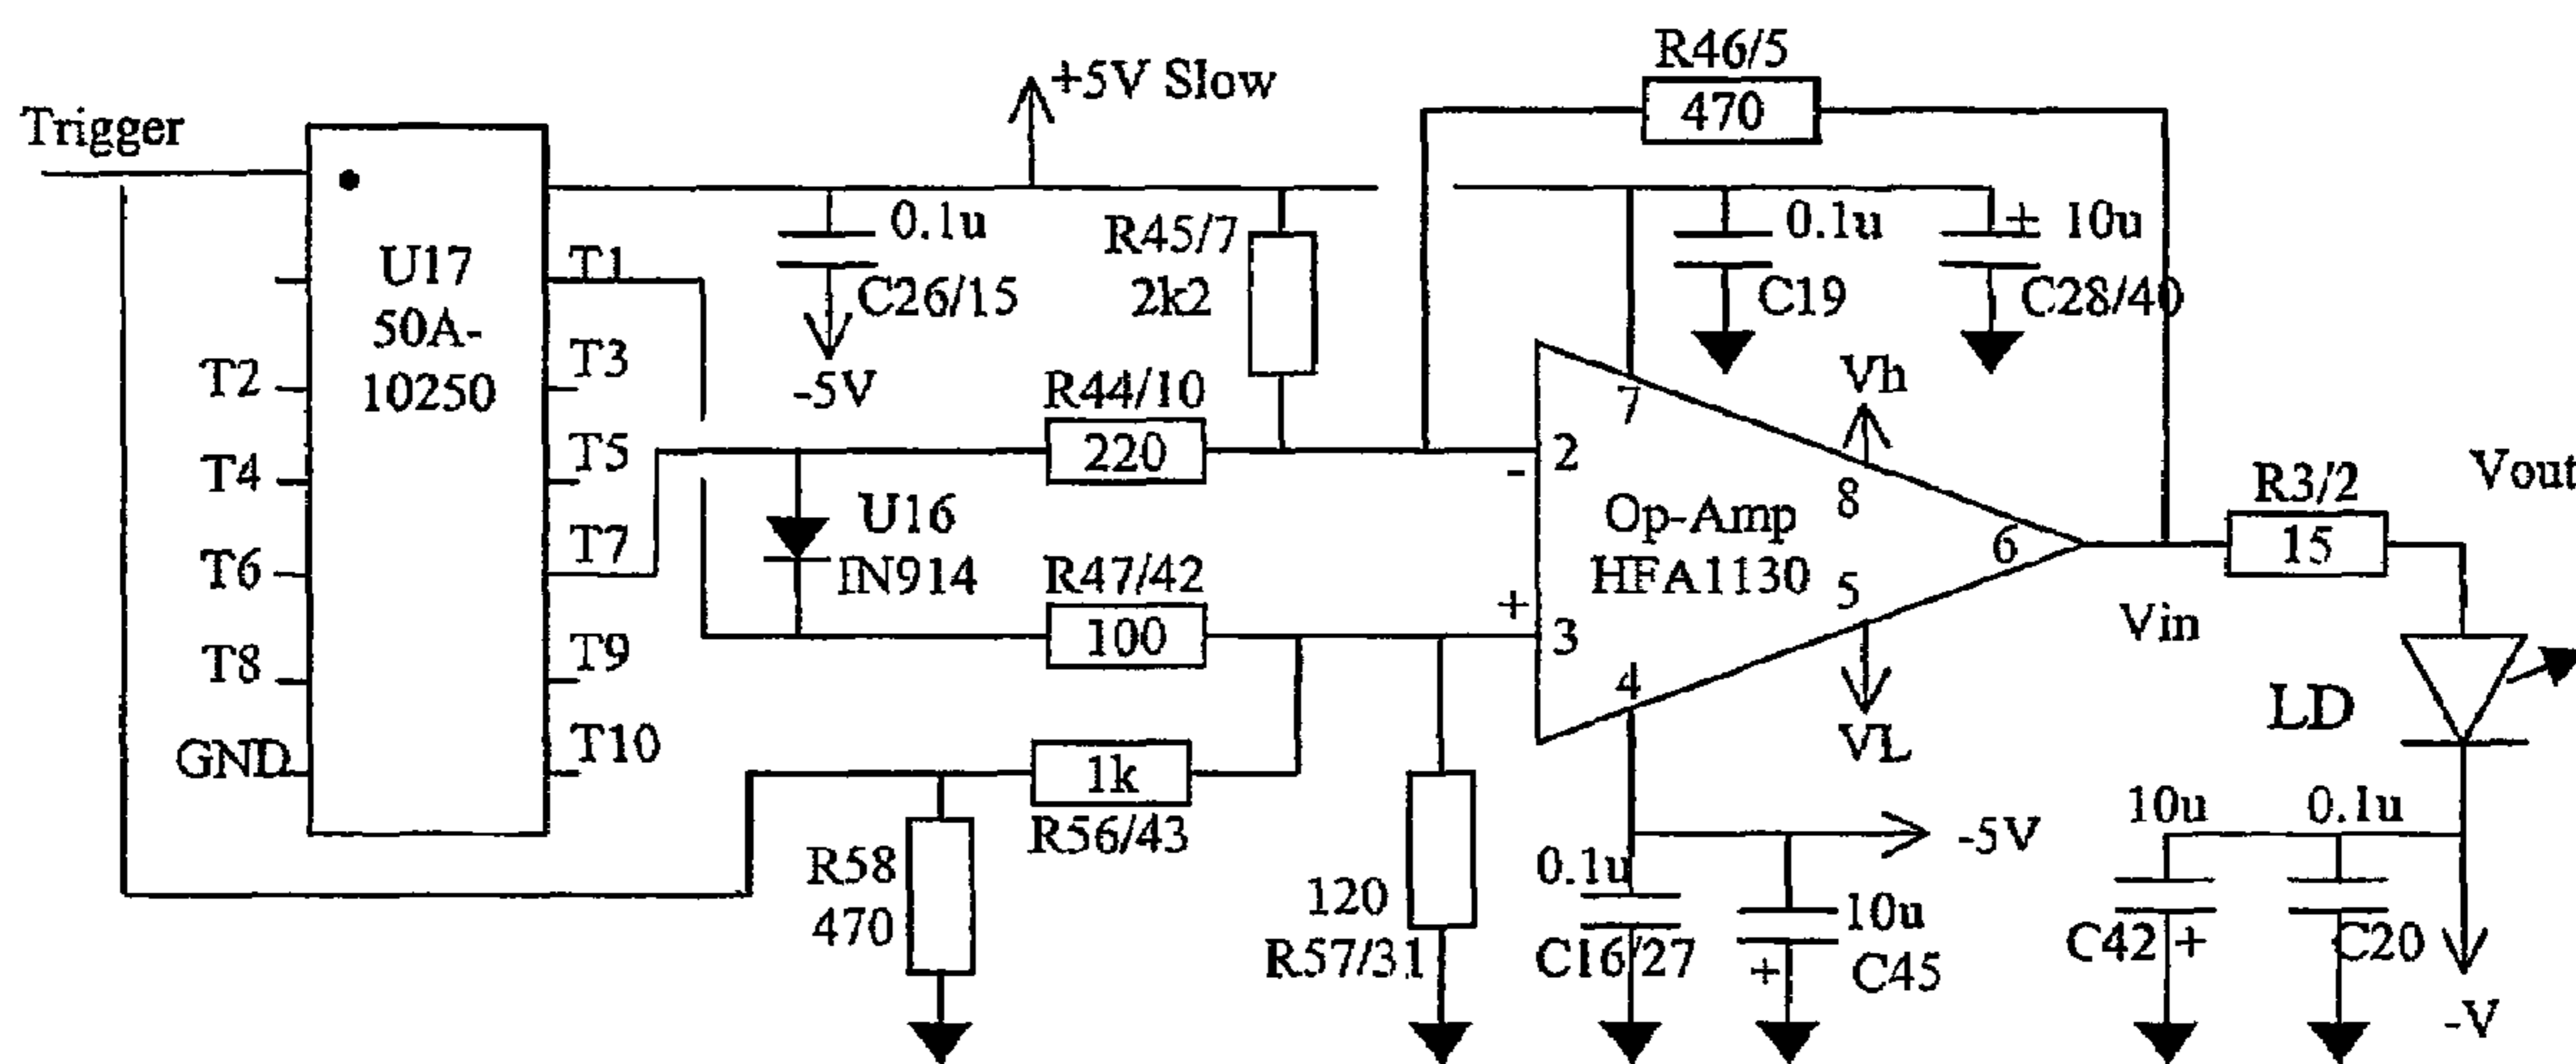 R46/5
470
+5V Slow
Trigger
0.1u
C26/15
-5V
R45/7
2k2
0.1u
C19
± 10u
C28/40
U17
50A-
10250
T1
T2
T3
T4
T5
T6
T7
T8
T9
GND
T10
R44/10
220
U16
IN914
R47/42
100
1k
R56/43
R58
470
120
R57/31
2
-
+
3
7
Vh
8
Op-Amp
HFA1130
6
5
4
VL
Vin
R3/2
15
Vout
LD
-5V
0.1u
C16/27
10u
+
C45
10u
0.1u
C42 +
C20
-V